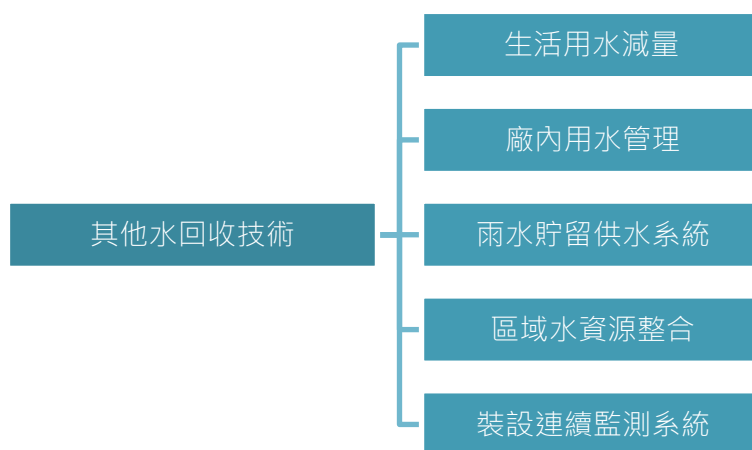 生活用水減量
廠內用水管理
其他水回收技術
雨水貯留供水系統
區域水資源整合
裝設連續監測系統